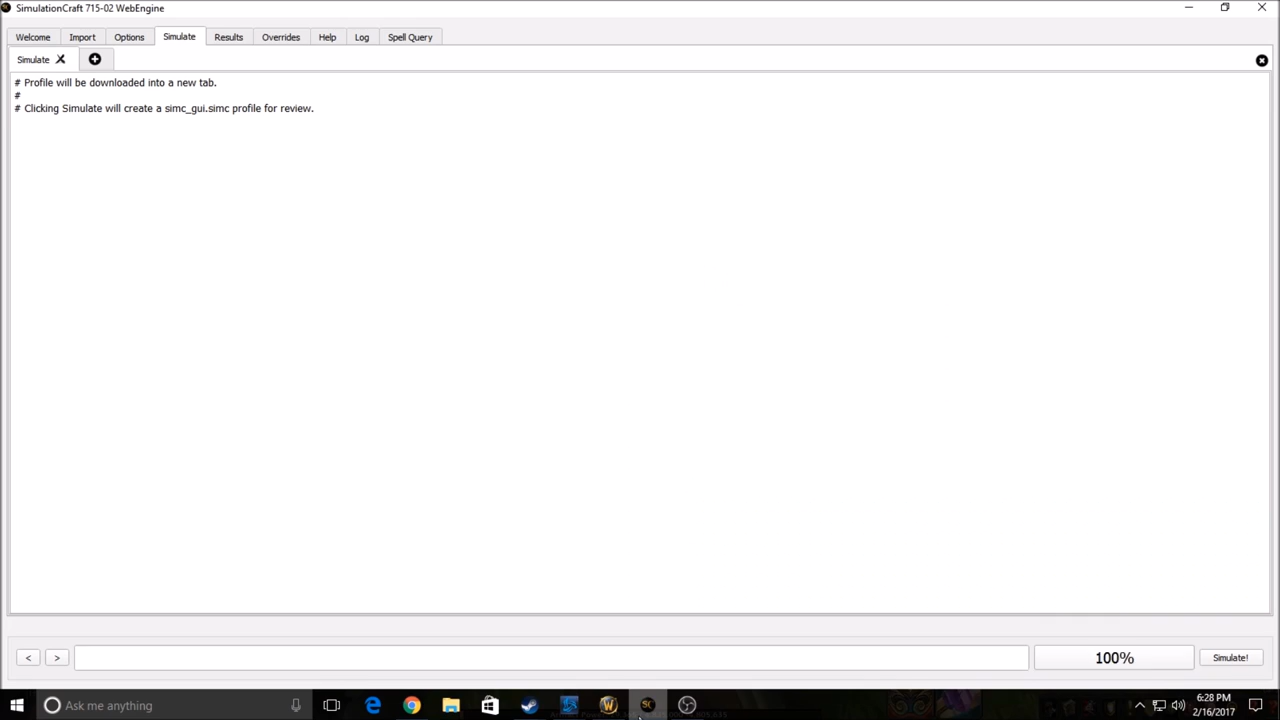 SimulationCraft 715-02 WebEngine
Welcome Import Options Simulate Results Overrides Help Log Spell Query
Simulate
# Profile will be downloaded into a new tab.
#
# Clicking Simulate will create a simc_gui.simc profile for review.
< > 100% Simulate!
Ask me anything
6:28 PM
2/16/2017